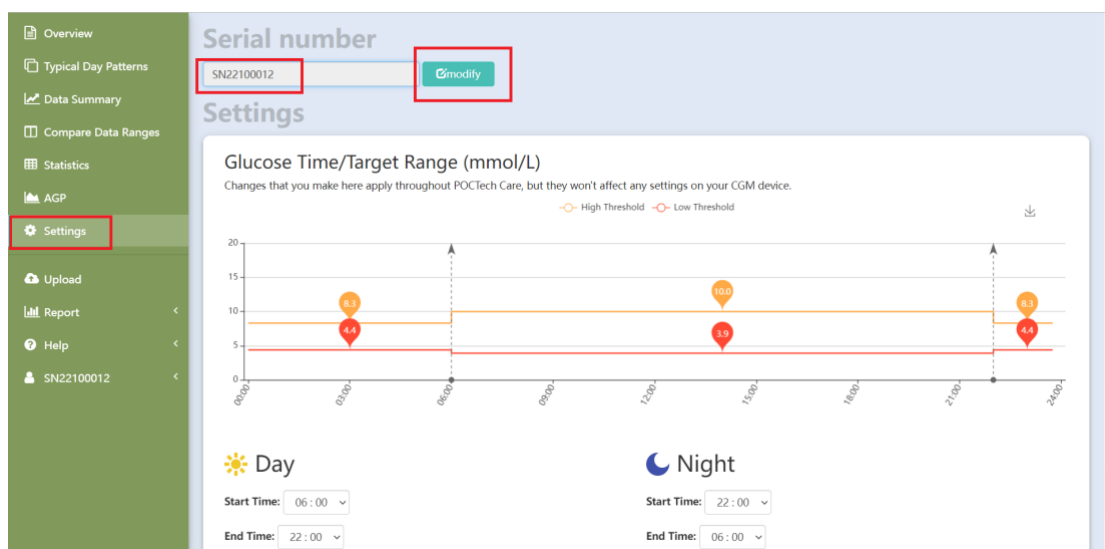 Overview
Typical Day Patterns
Data Summary
Compare Data Ranges
Statistics
AGP
Settings
Upload
Report
Help
SN22100012
Serial number
SN22100012
modify
Settings
Glucose Time/Target Range (mmol/L)
Changes that you make here apply throughout POCTech Care, but they won't affect any settings on your CGM device.
High Threshold Low Threshold
20
15
10
5
0
8.3
10.0
8.3
4.4
3.9
4.4
00:00 03:00 06:00 09:00 12:00 15:00 18:00 21:00 24:00
Day
Start Time: 06 : 00
End Time: 22 : 00
Night
Start Time: 22 : 00
End Time: 06 : 00